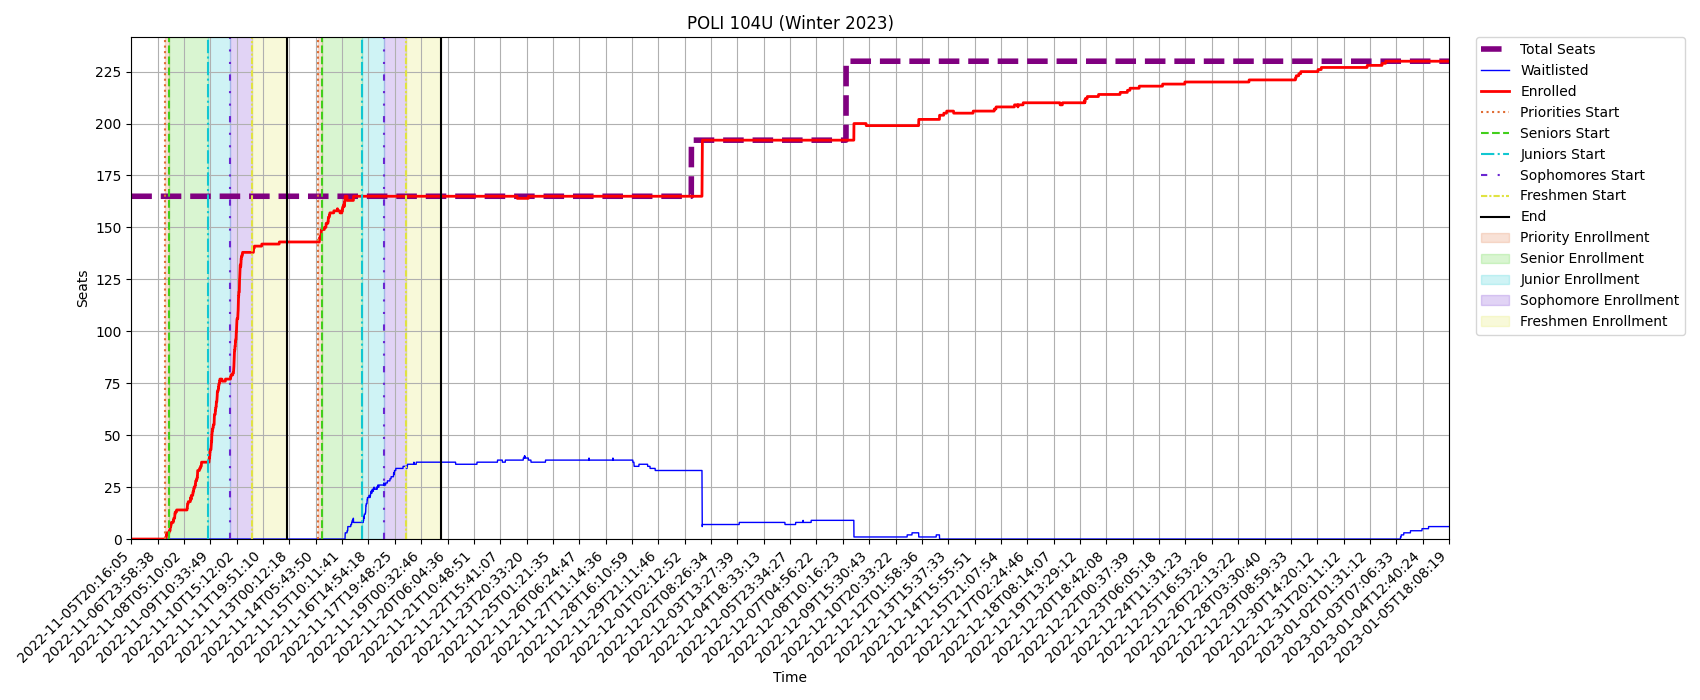 POLI 104U (Winter 2023)
Total Seats
Waitlisted
Enrolled
Priorities Start
Seniors Start
Juniors Start
Sophomores Start
Freshmen Start
End
Priority Enrollment
Senior Enrollment
Junior Enrollment
Sophomore Enrollment
Freshmen Enrollment
Seats
225
200
175
150
125
100
75
50
25
0
2022-11-05T20:16:05
2022-11-06T23:58:38
2022-11-08T05:10:02
2022-11-09T10:33:49
2022-11-10T15:12:02
2022-11-11T19:51:10
2022-11-13T00:12:18
2022-11-14T05:43:50
2022-11-15T10:11:41
2022-11-16T14:54:18
2022-11-17T19:48:25
2022-11-19T00:32:46
2022-11-20T06:04:36
2022-11-21T10:48:51
2022-11-22T15:41:07
2022-11-23T20:33:20
2022-11-25T01:21:35
2022-11-26T06:24:47
2022-11-27T11:14:36
2022-11-28T16:10:59
2022-11-29T21:11:46
2022-12-01T02:12:52
2022-12-02T08:26:34
2022-12-03T13:27:39
2022-12-04T18:33:13
2022-12-05T23:34:27
2022-12-07T04:56:22
2022-12-08T10:16:23
2022-12-09T15:30:43
2022-12-10T20:33:22
2022-12-12T01:58:36
2022-12-13T15:37:33
2022-12-14T15:55:51
2022-12-15T21:07:54
2022-12-17T02:24:46
2022-12-18T08:14:07
2022-12-19T13:29:12
2022-12-20T18:42:08
2022-12-22T00:37:39
2022-12-23T06:05:18
2022-12-24T11:31:23
2022-12-25T16:53:26
2022-12-26T22:13:22
2022-12-28T03:30:40
2022-12-29T08:59:33
2022-12-30T14:20:12
2022-12-31T20:11:12
2023-01-02T01:31:12
2023-01-03T07:06:33
2023-01-04T12:40:24
2023-01-05T18:08:19
Time